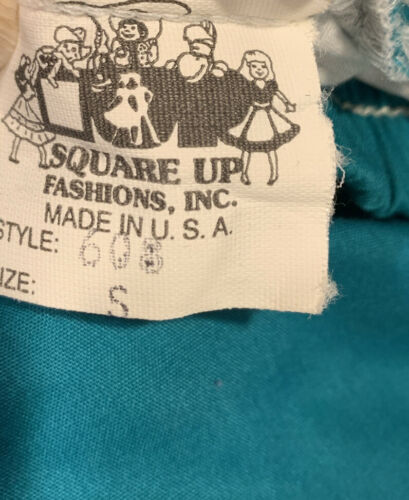 SQUARE UP
FASHIONS, INC.
MADE IN U. S. A.
STYLE: 608
IZE: S